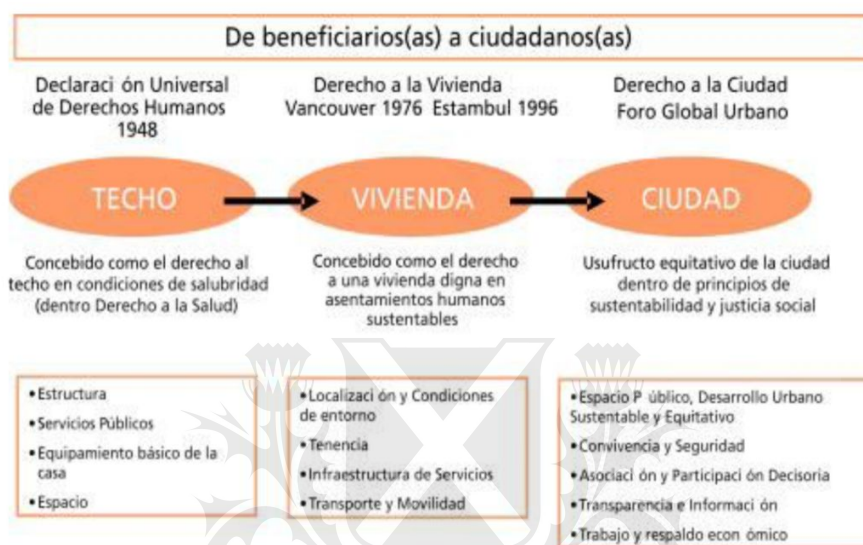 De beneficiarios(as) a ciudadanos(as)
Declaraci ón Universal
de Derechos Humanos
1948
Derecho a la Vivienda
Vancouver 1976 Estambul 1996
Derecho a la Ciudad
Foro Global Urbano
TECHO
VIVIENDA
CIUDAD
Concebido como el derecho al
techo en condiciones de salubridad
(dentro Derecho a la Salud)
Concebido como el derecho
a una vivienda digna en
asentamientos humanos
sustentables
Usufructo equitativo de la ciudad
dentro de principios de
sustentabilidad y justicia social
•Estructura
•Servicios Públicos
•Equipamiento básico de la
casa
•Espacio
•Localizaci ón y Condiciones
de entorno
•Tenencia
•Infraestructura de Servicios
•Transporte y Movilidad
•Espacio P úblico, Desarrollo Urbano
Sustentable y Equitativo
•Convivencia y Seguridad
•Asociaci ón y Participaci ón Decisoria
•Transparencia e Informaci ón
•Trabajo y respaldo econ ómico